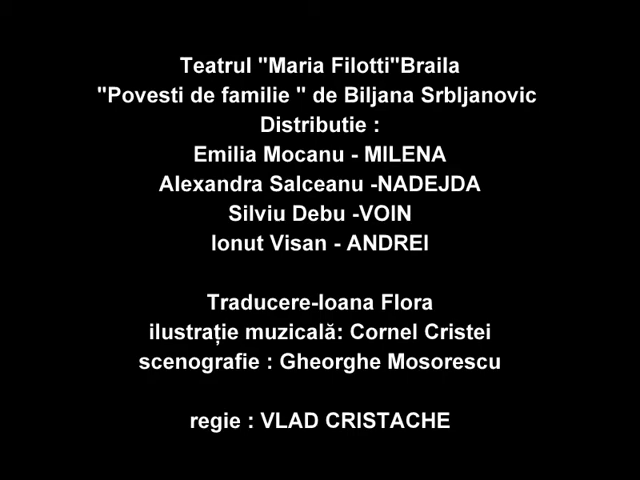 Teatrul "Maria Filotti"Braila
"Povesti de familie " de Biljana Srbljanovic
Distributie :
Emilia Mocanu - MILENA
Alexandra Salceanu -NADEJDA
Silviu Debu -VOIN
Ionut Visan - ANDREI
Traducere-Ioana Flora
ilustrație muzicală: Cornel Cristei
scenografie : Gheorghe Mosorescu
regie : VLAD CRISTACHE